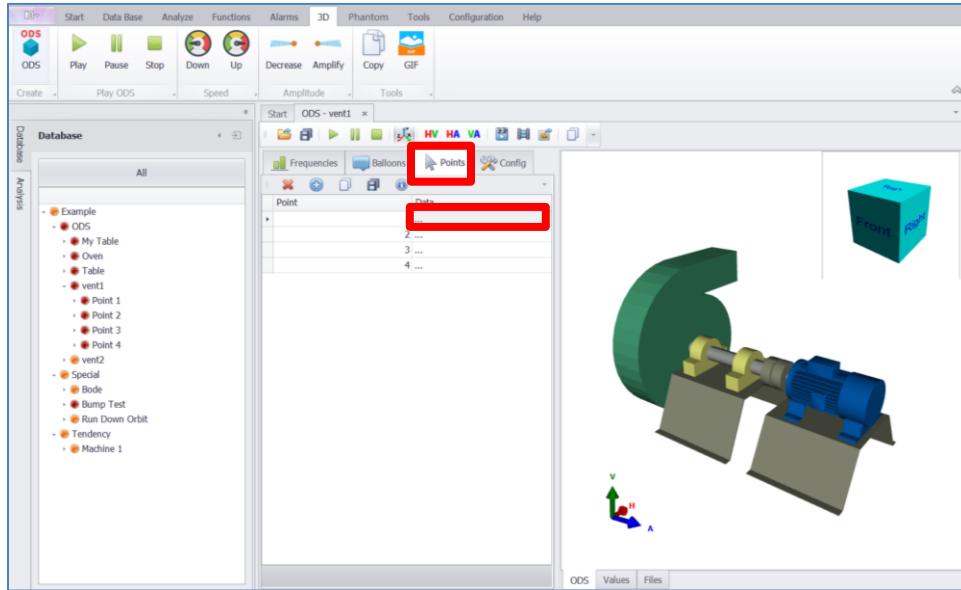 Start Data Base Analyze Functions Alarms 3D Phantom Tools Configuration Help
ODS
ODS Play Pause Stop Down Up Decrease Amplify Copy GIF
Create Play ODS Speed Amplitude Tools
Start ODS - vent1
Database
Analysis
Database
HV HA VA
All
Frequencies Balloons Points Config
Point Data
...
2 ...
3 ...
4 ...
Example
ODS
My Table
Oven
Table
vent1
Point 1
Point 2
Point 3
Point 4
vent2
Special
Bode
Bump Test
Run Down Orbit
Tendency
Machine 1
Front
Right
V
H
A
ODS Values Files